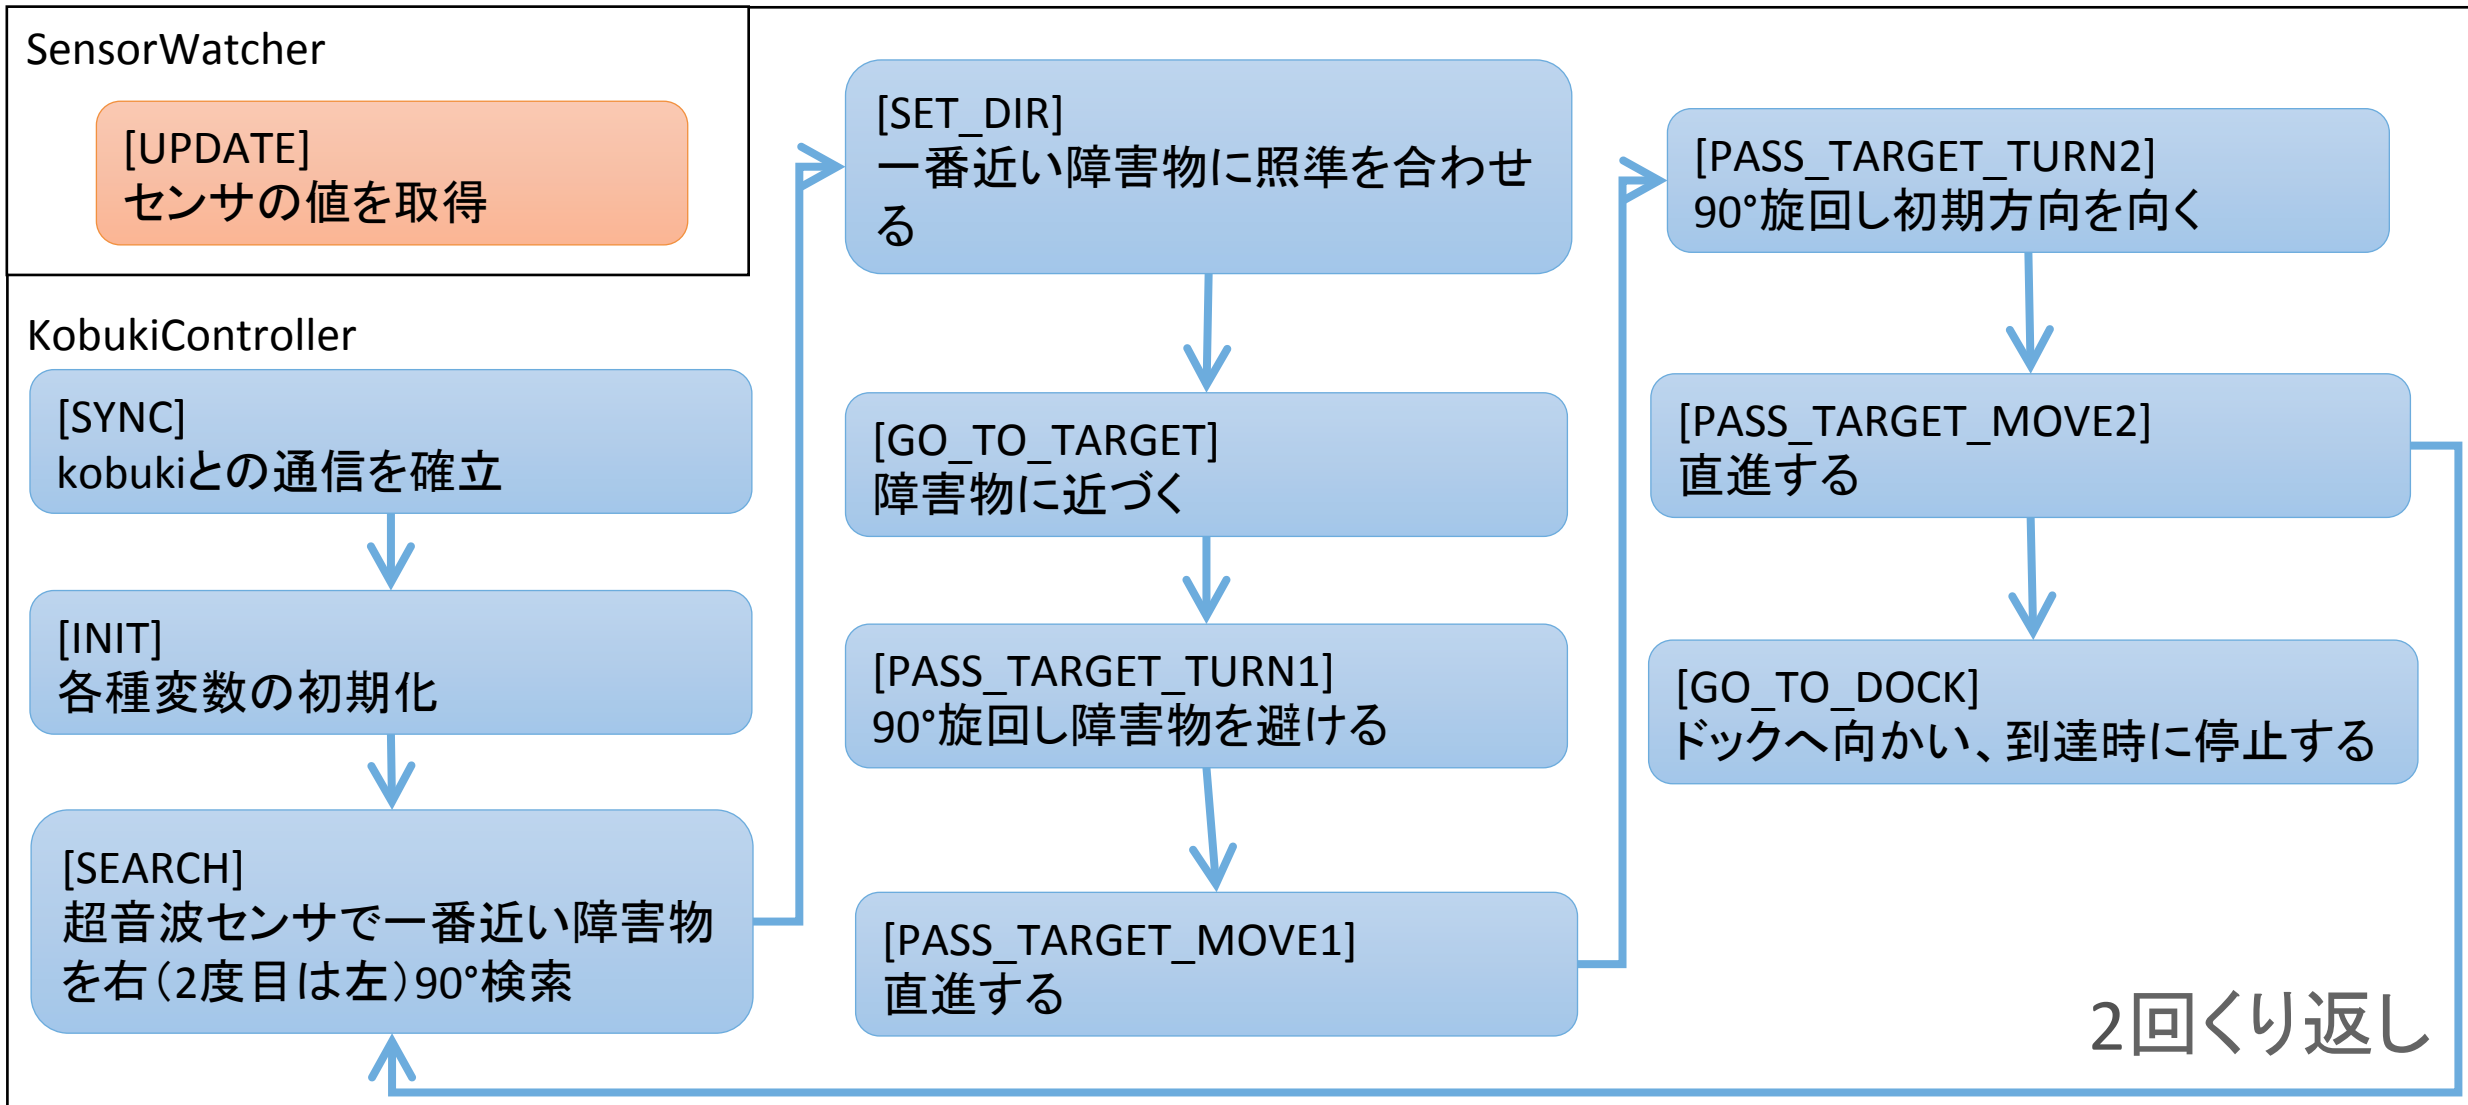 SensorWatcher
[UPDATE]
センサの値を取得
KobukiController
[SYNC]
kobukiとの通信を確立
[INIT]
各種変数の初期化
[SEARCH]
超音波センサで一番近い障害物
を右（2度目は左）90°検索
[SET_DIR]
一番近い障害物に照準を合わせ
る
[GO_TO_TARGET]
障害物に近づく
[PASS_TARGET_TURN1]
90°旋回し障害物を避ける
[PASS_TARGET_MOVE1]
直進する
[PASS_TARGET_TURN2]
90°旋回し初期方向を向く
[PASS_TARGET_MOVE2]
直進する
[GO_TO_DOCK]
ドックへ向かい、到達時に停止する
2回くり返し